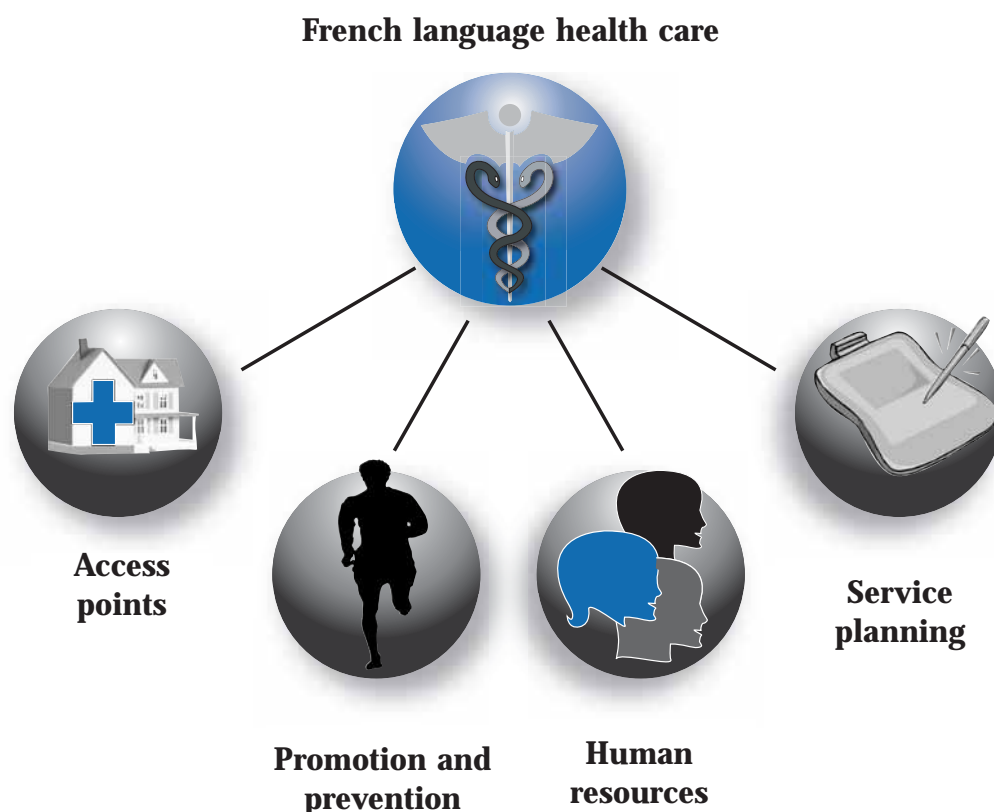 French language health care
Access
points
Promotion and
prevention
Human
resources
Service
planning